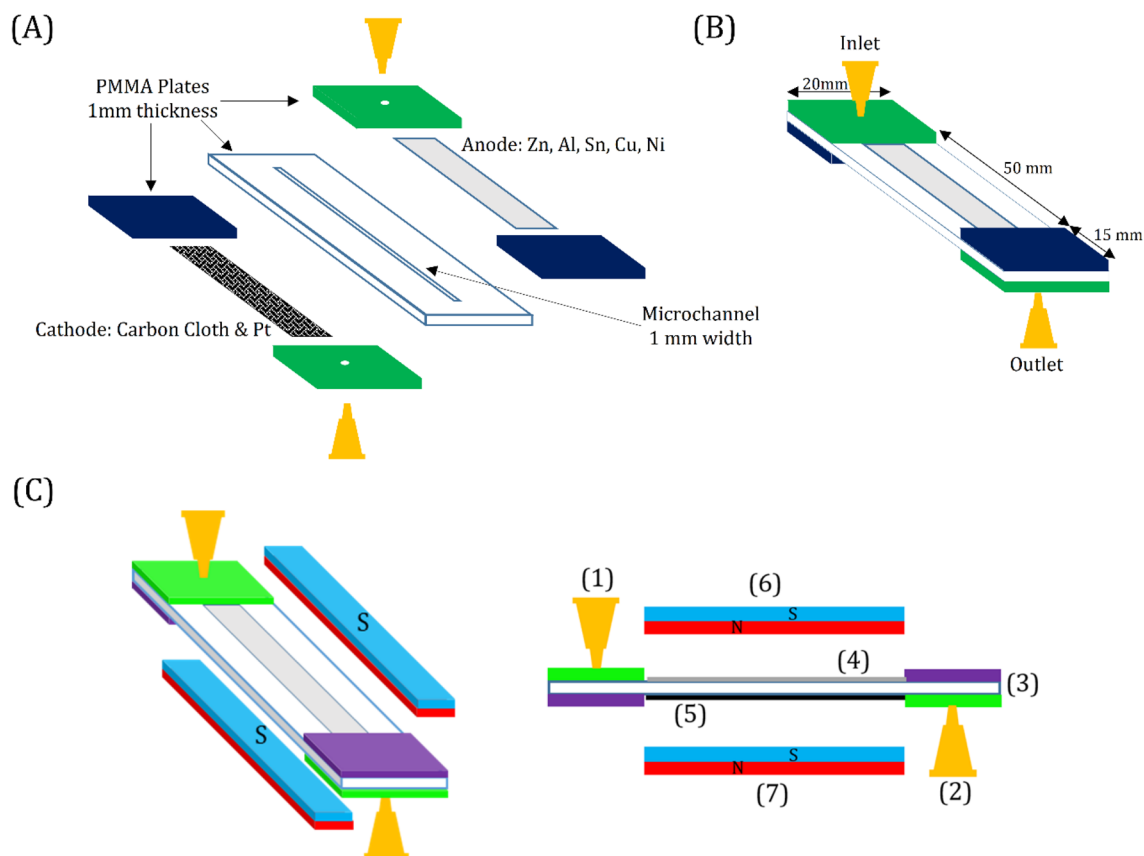 (A)
PMMA Plates
1mm thickness
Anode: Zn, Al, Sn, Cu, Ni
Cathode: Carbon Cloth & Pt
Microchannel
1 mm width
(B)
Inlet
20mm
50 mm
15 mm
Outlet
(C)
S
S
(1)
(6)
S
N
(4)
(3)
(5)
S
N
(7)
(2)